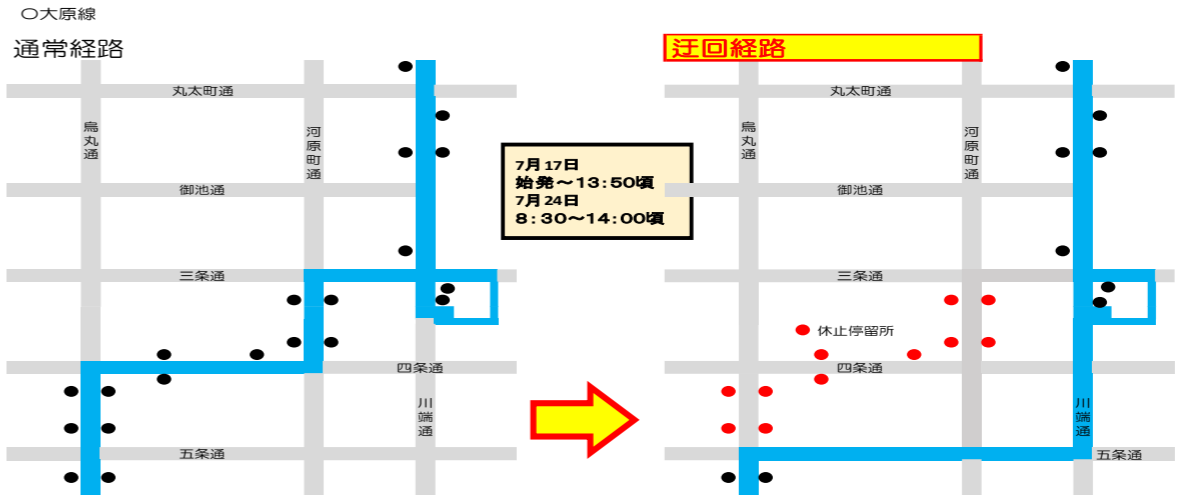 ○大原線
通常経路
丸太町通
烏丸通
河原町通
御池通
三条通
四条通
川端通
五条通
7月17日
始発~13:50頃
7月24日
8:30~14:00頃
迂回経路
丸太町通
烏丸通
河原町通
御池通
三条通
休止停留所
四条通
川端通
五条通